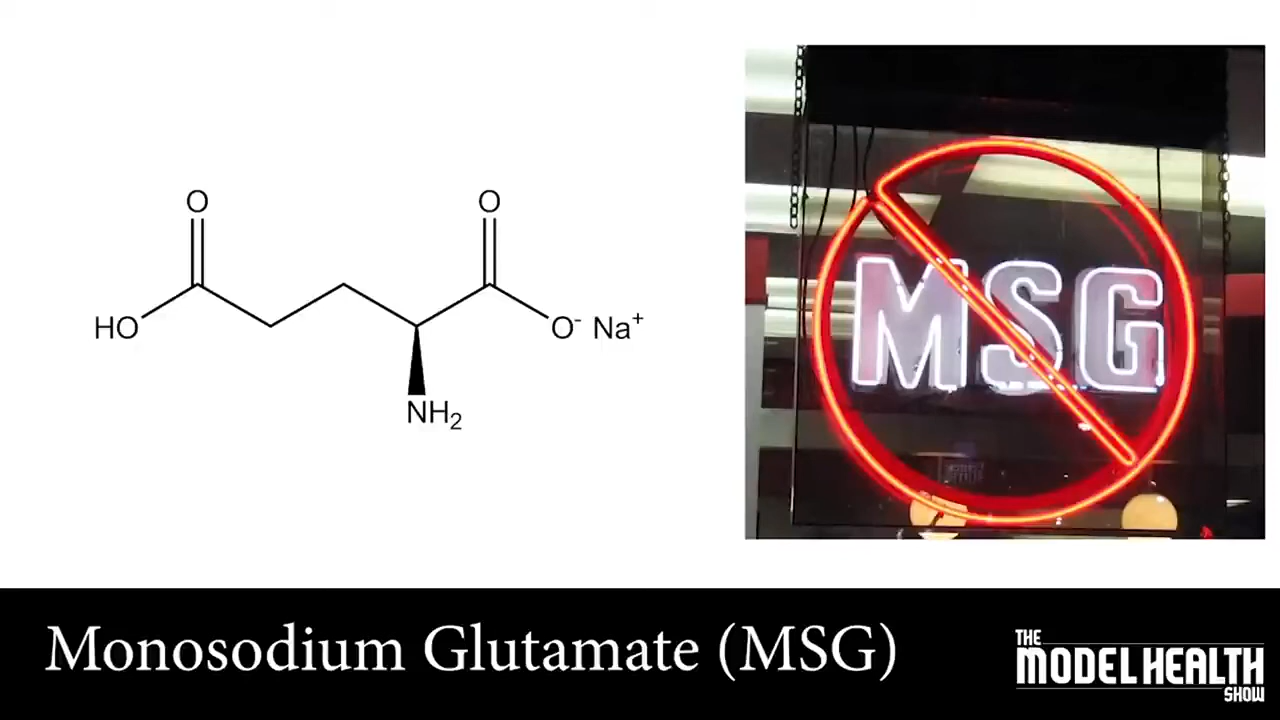 O
O
HO
O⁻ Na⁺
NH₂
MSG
Monosodium Glutamate (MSG)
THE
MODEL HEALTH
SHOW